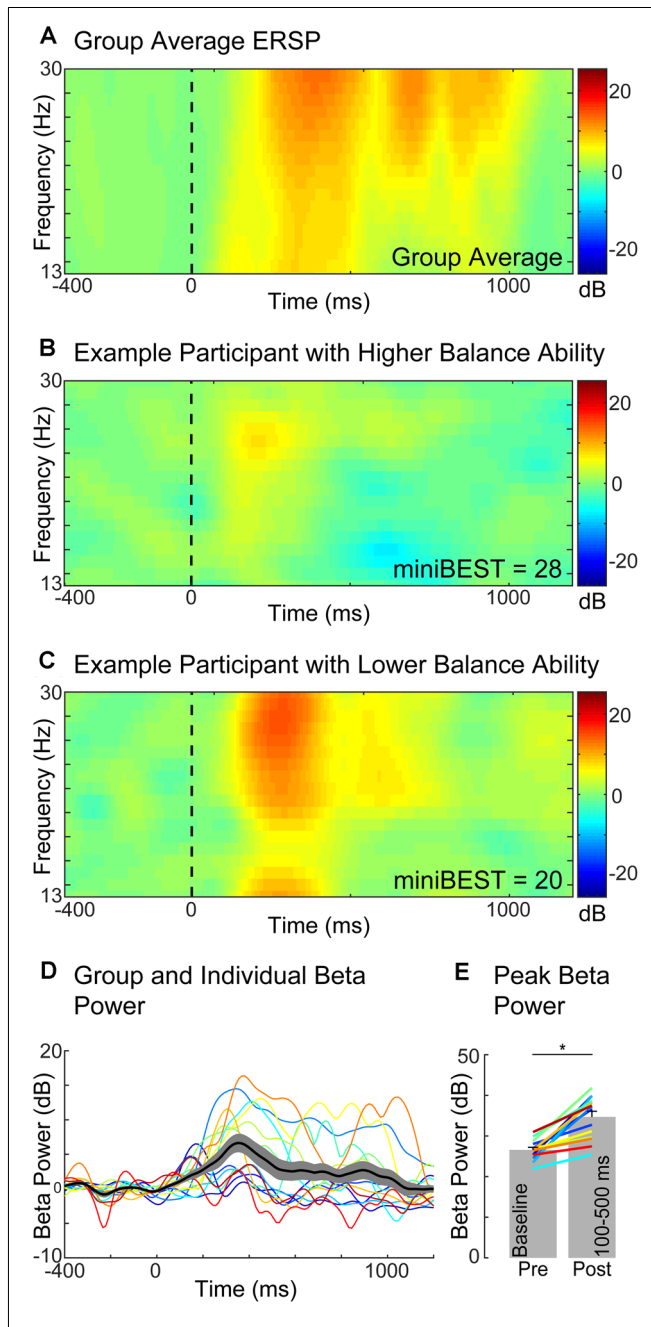 A Group Average ERSP
30
20
0
-20
Frequency (Hz)
13
Group Average
-400
0
1000
dB
Time (ms)
B Example Participant with Higher Balance Ability
30
20
0
-20
Frequency (Hz)
13
miniBEST = 28
-400
0
1000
dB
Time (ms)
C Example Participant with Lower Balance Ability
30
20
0
-20
Frequency (Hz)
13
miniBEST = 20
-400
0
1000
dB
Time (ms)
D Group and Individual Beta
Power
20
Beta Power (dB)
0
-10
-400
0
1000
Time (ms)
E Peak Beta
Power
50
*
Beta Power (dB)
0
Baseline
100-500 ms
Pre
Post